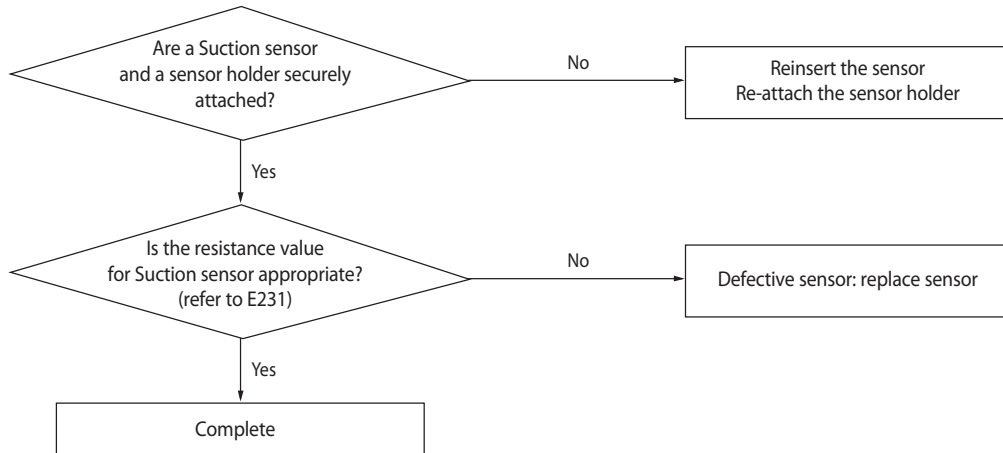 Are a Suction sensor
and a sensor holder securely
attached?
No
Reinsert the sensor
Re-attach the sensor holder
Yes
Is the resistance value
for Suction sensor appropriate?
(refer to E231)
No
Defective sensor: replace sensor
Yes
Complete